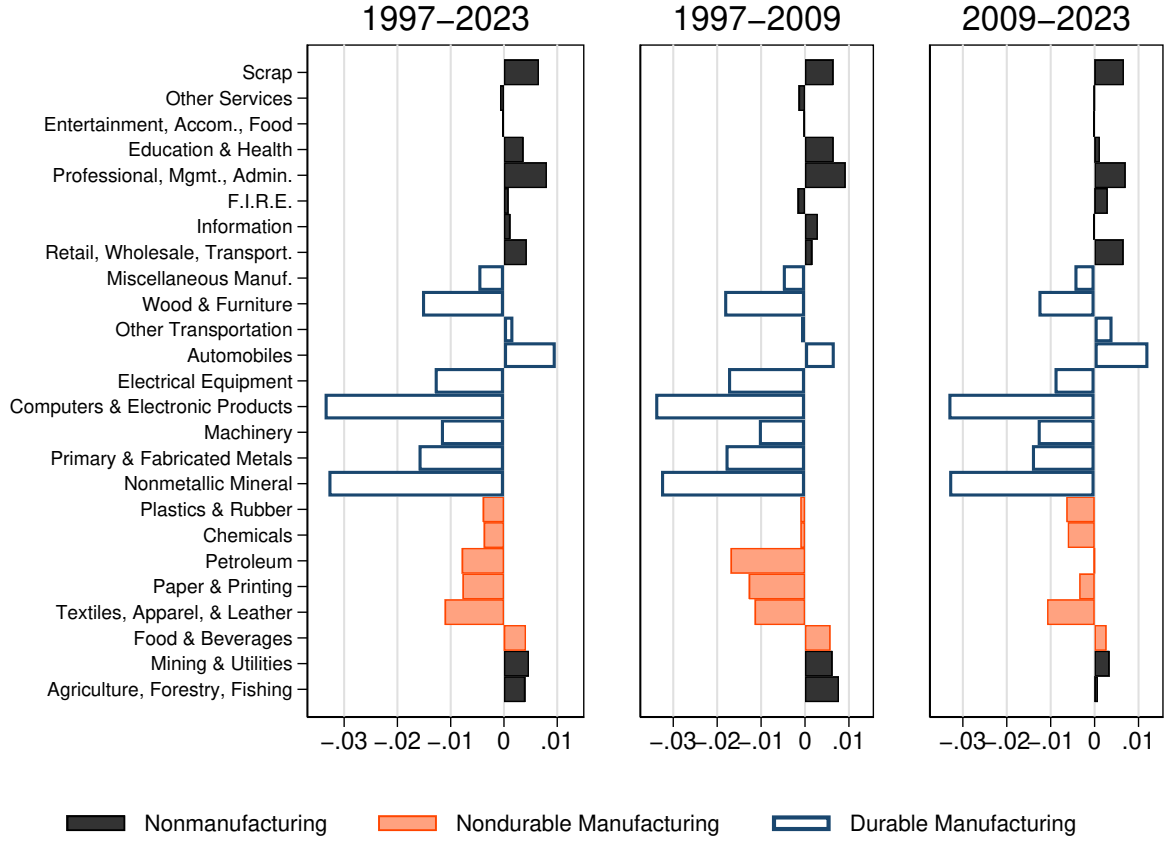 1997–2023 1997–2009 2009–2023
Scrap
Other Services
Entertainment, Accom., Food
Education & Health
Professional, Mgmt., Admin.
F.I.R.E.
Information
Retail, Wholesale, Transport.
Miscellaneous Manuf.
Wood & Furniture
Other Transportation
Automobiles
Electrical Equipment
Computers & Electronic Products
Machinery
Primary & Fabricated Metals
Nonmetallic Mineral
Plastics & Rubber
Chemicals
Petroleum
Paper & Printing
Textiles, Apparel, & Leather
Food & Beverages
Mining & Utilities
Agriculture, Forestry, Fishing
−.03 −.02 −.01 0 .01 −.03 −.02 −.01 0 .01 −.03 −.02 −.01 0 .01
Nonmanufacturing Nondurable Manufacturing Durable Manufacturing